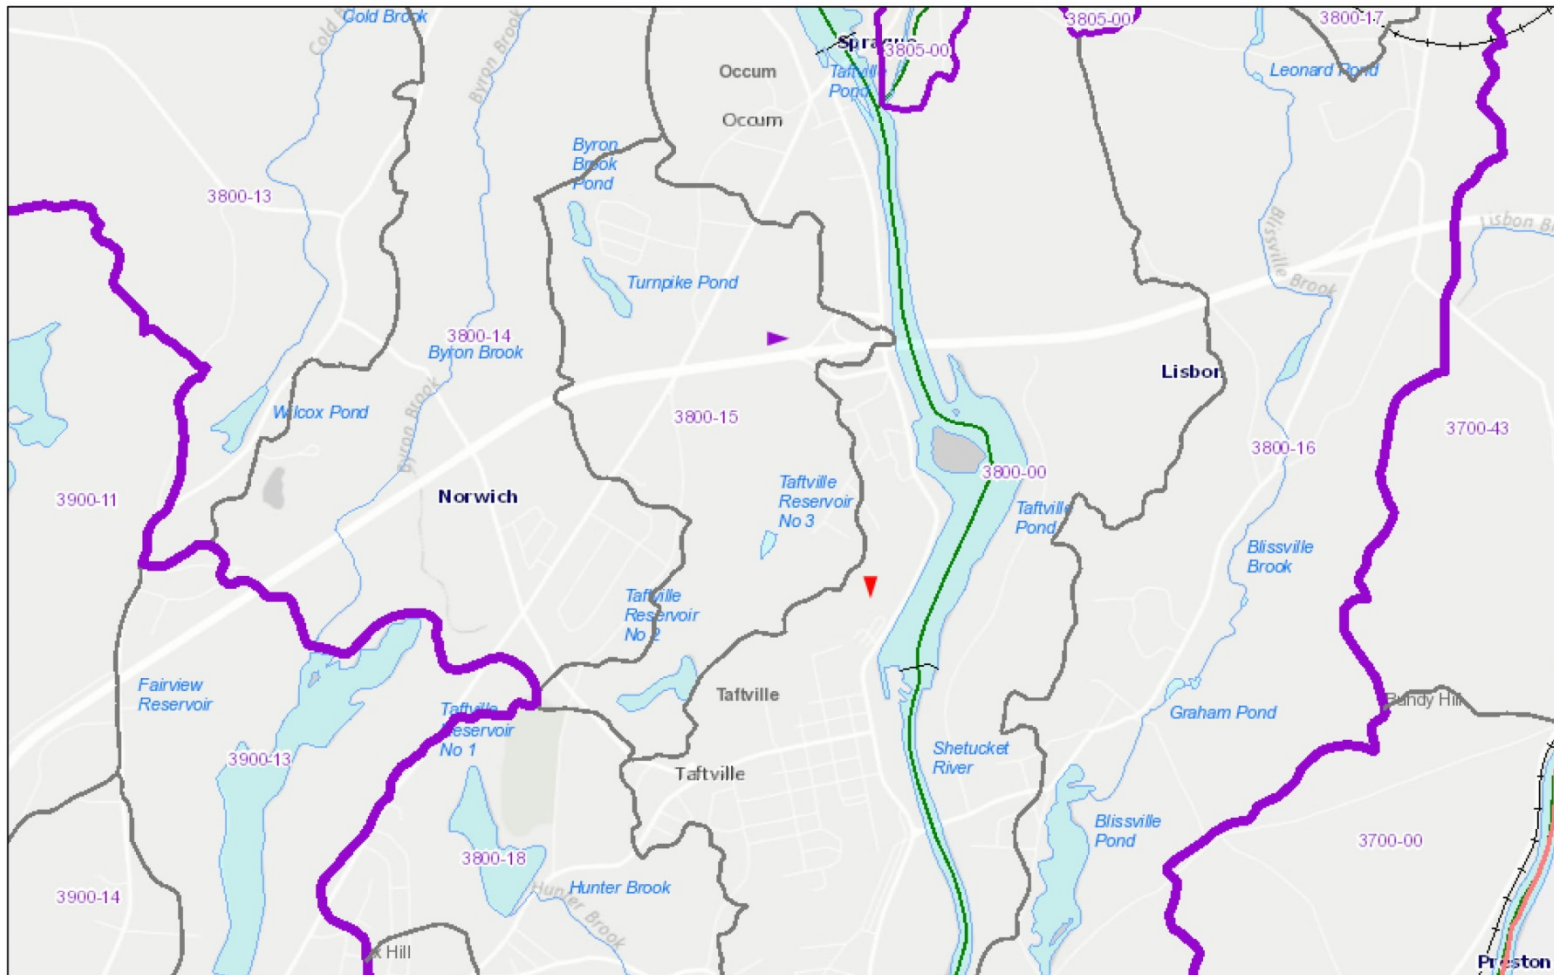 Cold Brook
3805-00
3800-17
Cold B
Byron Brook
Sprague
3805-00
Occum
Taftville
Pond
Leonard Pond
Occum
Byron
Brook
Pond
3800-13
Blissville Brook
Lisbon B
Turnpike Pond
3800-14
Byron Brook
Lisbon
Byron Brook
Wilcox Pond
3800-15
3700-43
3800-16
3800-00
3900-11
Norwich
Taftville
Reservoir
No 3
Taftville
Pond
Blissville
Brook
Taftville
Reservoir
No 2
Fairview
Reservoir
Taftville
Bundy Hill
Taftville
Reservoir
No 1
Graham Pond
3900-13
Shetucket
River
Taftville
Blissville
Pond
3700-00
3800-18
Hunter Brook
Hunter Brook
3900-14
x Hill
Preston